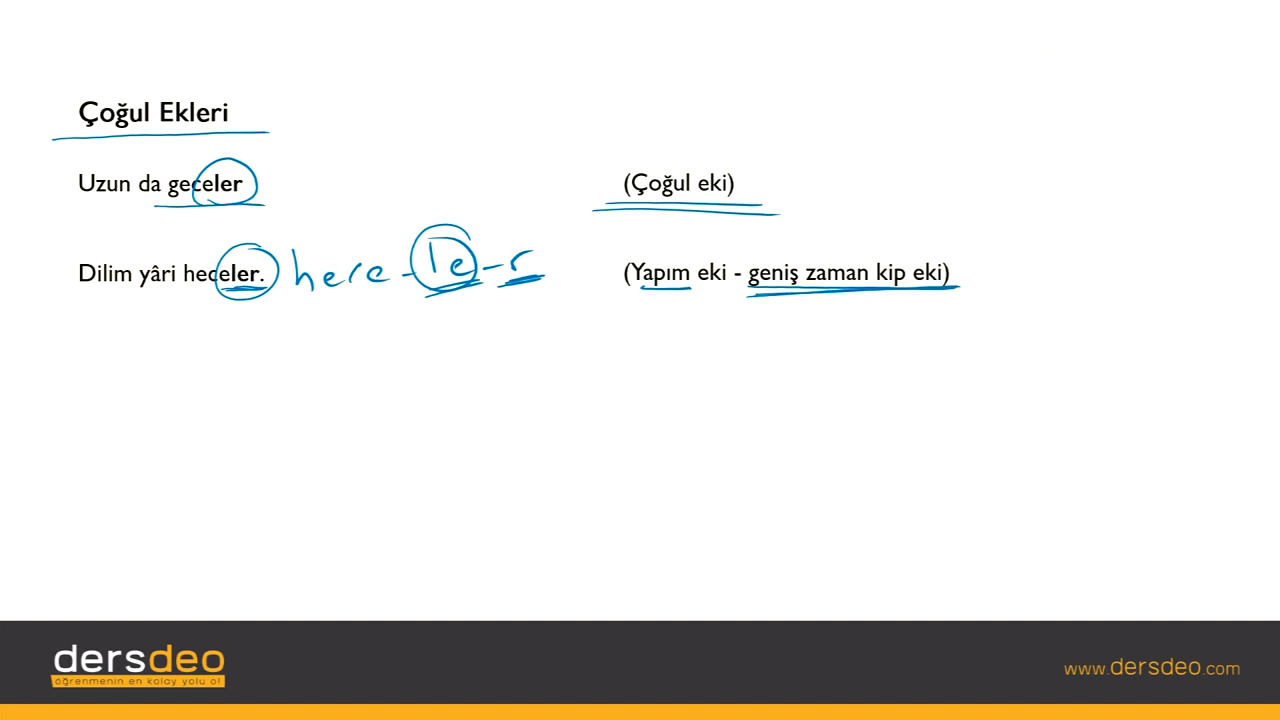 Çoğul Ekleri
Uzun da geceler (Çoğul eki)
Dilim yâri heceler. hece - le - r (Yapım eki - geniş zaman kip eki)
dersdeo
öğrenmenin en kolay yolu o!
www.dersdeo.com